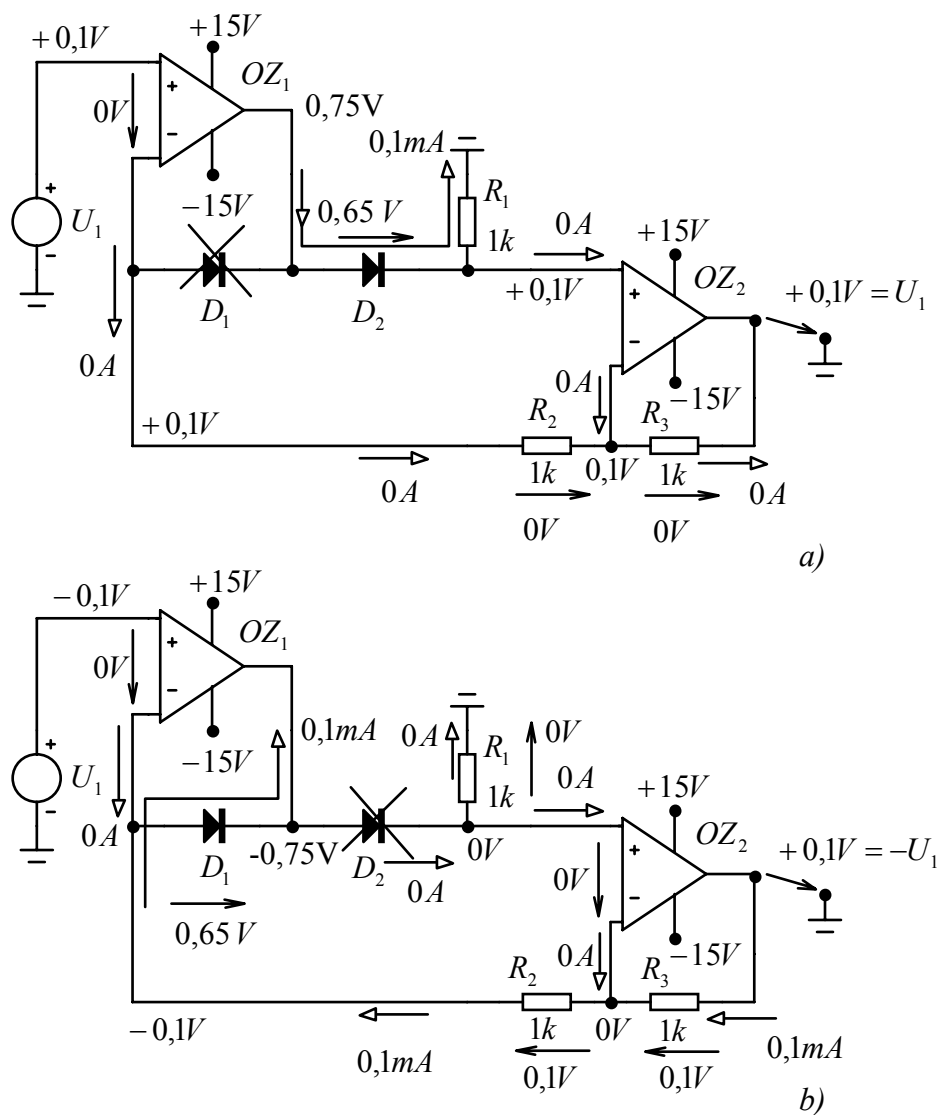 + 0,1V
+15V
OZ₁
0V
0,75V
0,1mA
−15V
R₁
1k
U₁
0,65 V
0A
+15V
OZ₂
D₁
D₂
+0,1V
+ 0,1V = U₁
0A
0A
−15V
+ 0,1V
R₂
R₃
1k
0,1V
1k
0A
0A
0V
0V
a)
− 0,1V
+15V
OZ₁
0V
0,1mA
−15V
0A
R₁
0V
U₁
1k
0A
+15V
0A
D₁
-0,75V
D₂
0V
OZ₂
+ 0,1V = −U₁
0A
0V
0,65 V
0A
−15V
R₂
R₃
− 0,1V
1k
0V
1k
0,1mA
0,1V
0,1V
0,1mA
b)